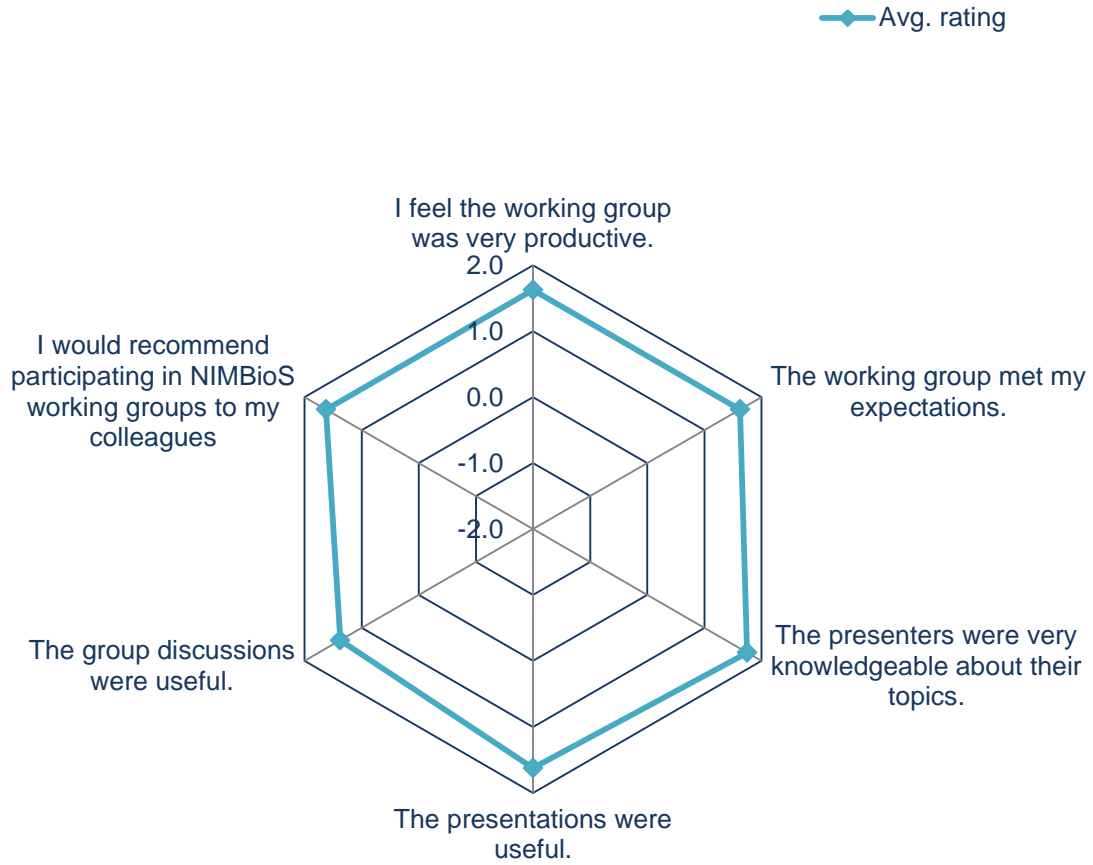 Avg. rating
I feel the working group
was very productive.
2.0
1.0
0.0
-1.0
-2.0
The working group met my
expectations.
The presenters were very
knowledgeable about their
topics.
The presentations were
useful.
The group discussions
were useful.
I would recommend
participating in NIMBioS
working groups to my
colleagues